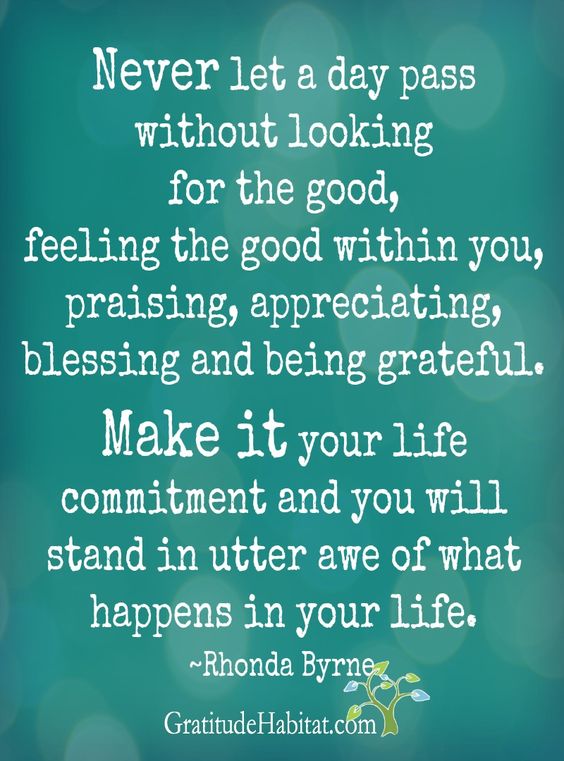 Never let a day pass
without looking
for the good,
feeling the good within you,
praising, appreciating,
blessing and being grateful.
Make it your life
commitment and you will
stand in utter awe of what
happens in your life.
~Rhonda Byrne
GratitudeHabitat.com